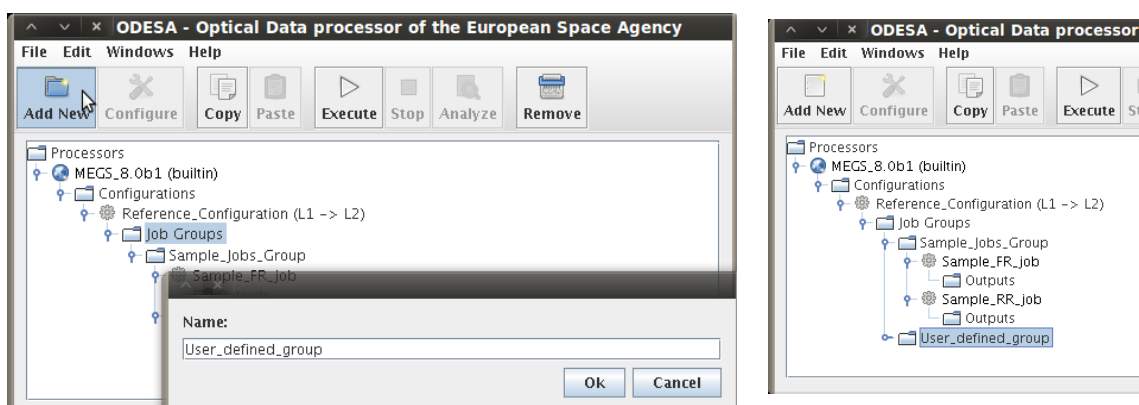 ODESA - Optical Data processor of the European Space Agency
File Edit Windows Help
Add New Configure Copy Paste Execute Stop Analyze Remove
Processors
MEGS_8.0b1 (builtin)
Configurations
Reference_Configuration (L1 -> L2)
Job Groups
Sample_Jobs_Group
Sample_FR_job
Name:
User_defined_group
Ok Cancel
ODESA - Optical Data processor
File Edit Windows Help
Add New Configure Copy Paste Execute
Processors
MEGS_8.0b1 (builtin)
Configurations
Reference_Configuration (L1 -> L2)
Job Groups
Sample_Jobs_Group
Sample_FR_job
Outputs
Sample_RR_job
Outputs
User_defined_group